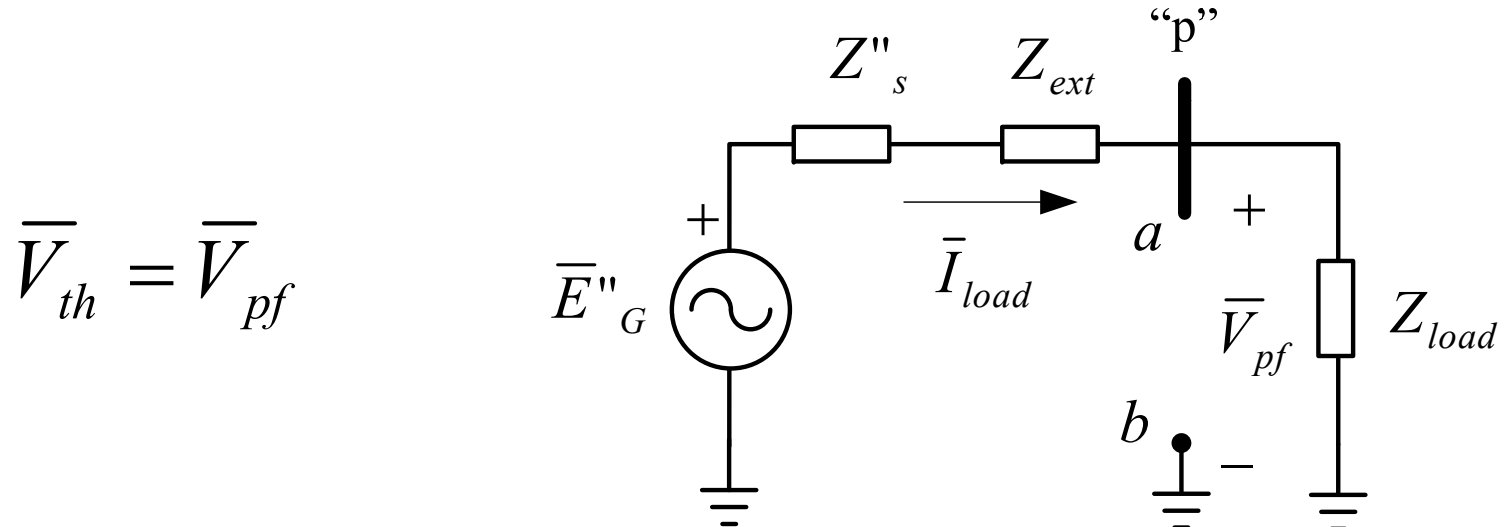 “p”
Z"s
Zext
+
a
+
V̅th = V̅pf
E̅"G
I̅load
V̅pf
Zload
b
−